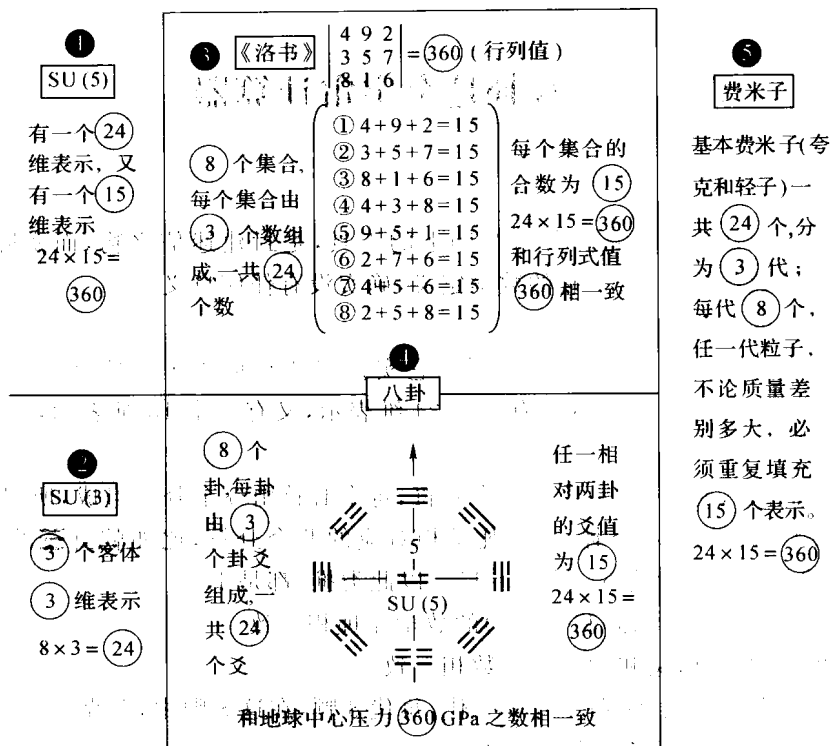 ❶
SU(5)
有一个24
维表示，又
有一个15
维表示
24×15=
360
❷
SU(3)
3个客体
3维表示
8×3=24
❸《洛书》
4 9 2
3 5 7 =360(行列值)
8 1 6
8个集合,
每个集合由
3个数组
成,一共24
个数
①4+9+2=15
②3+5+7=15
③8+1+6=15
④4+3+8=15
⑤9+5+1=15
⑥2+7+6=15
⑦4+5+6=15
⑧2+5+8=15
每个集合的
合数为15
24×15=360
和行列式值
360相一致
❹
八卦
8个
卦,每卦
由3
个卦爻
组成,一
共24
个爻
5
SU(5)
任一相
对两卦
的爻值
为15
24×15=
360
和地球中心压力360GPa之数相一致
❺
费米子
基本费米子(夸
克和轻子)一
共24个,分
为3代；
每代8个，
任一代粒子，
不论质量差
别多大，必
须重复填充
15个表示。
24×15=360